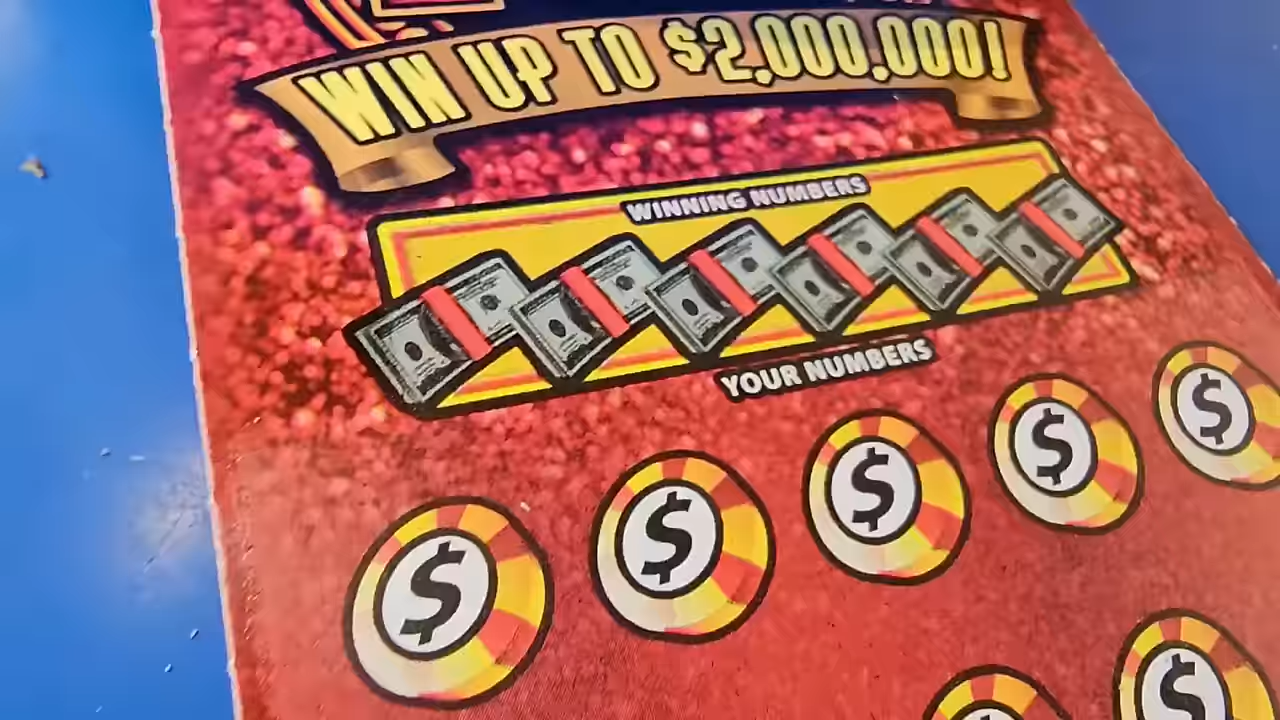 WIN UP TO $2,000,000!
WINNING NUMBERS
YOUR NUMBERS
$ $ $ $ $
$ $